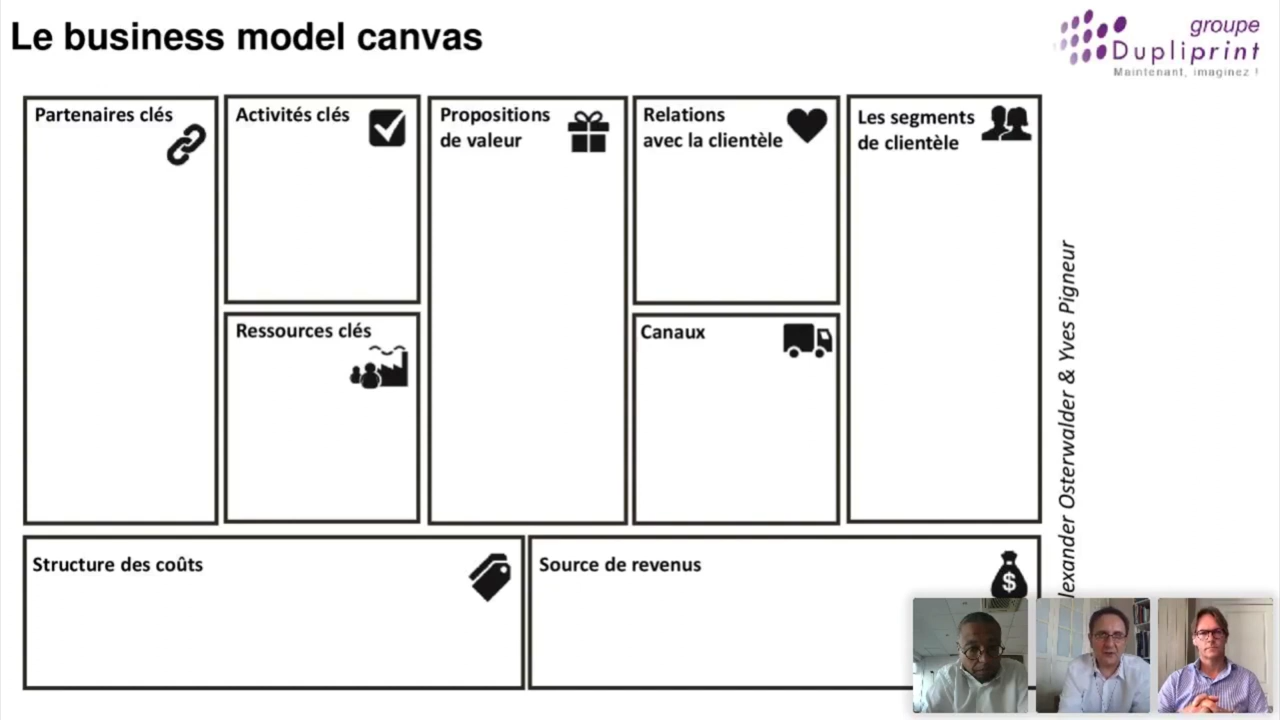 Le business model canvas
groupe
Dupliprint
Maintenant, imaginez !
Partenaires clés
Activités clés
Propositions
de valeur
Relations
avec la clientèle
Les segments
de clientèle
Ressources clés
Canaux
Structure des coûts
Source de revenus
$
lexander Osterwalder & Yves Pigneur